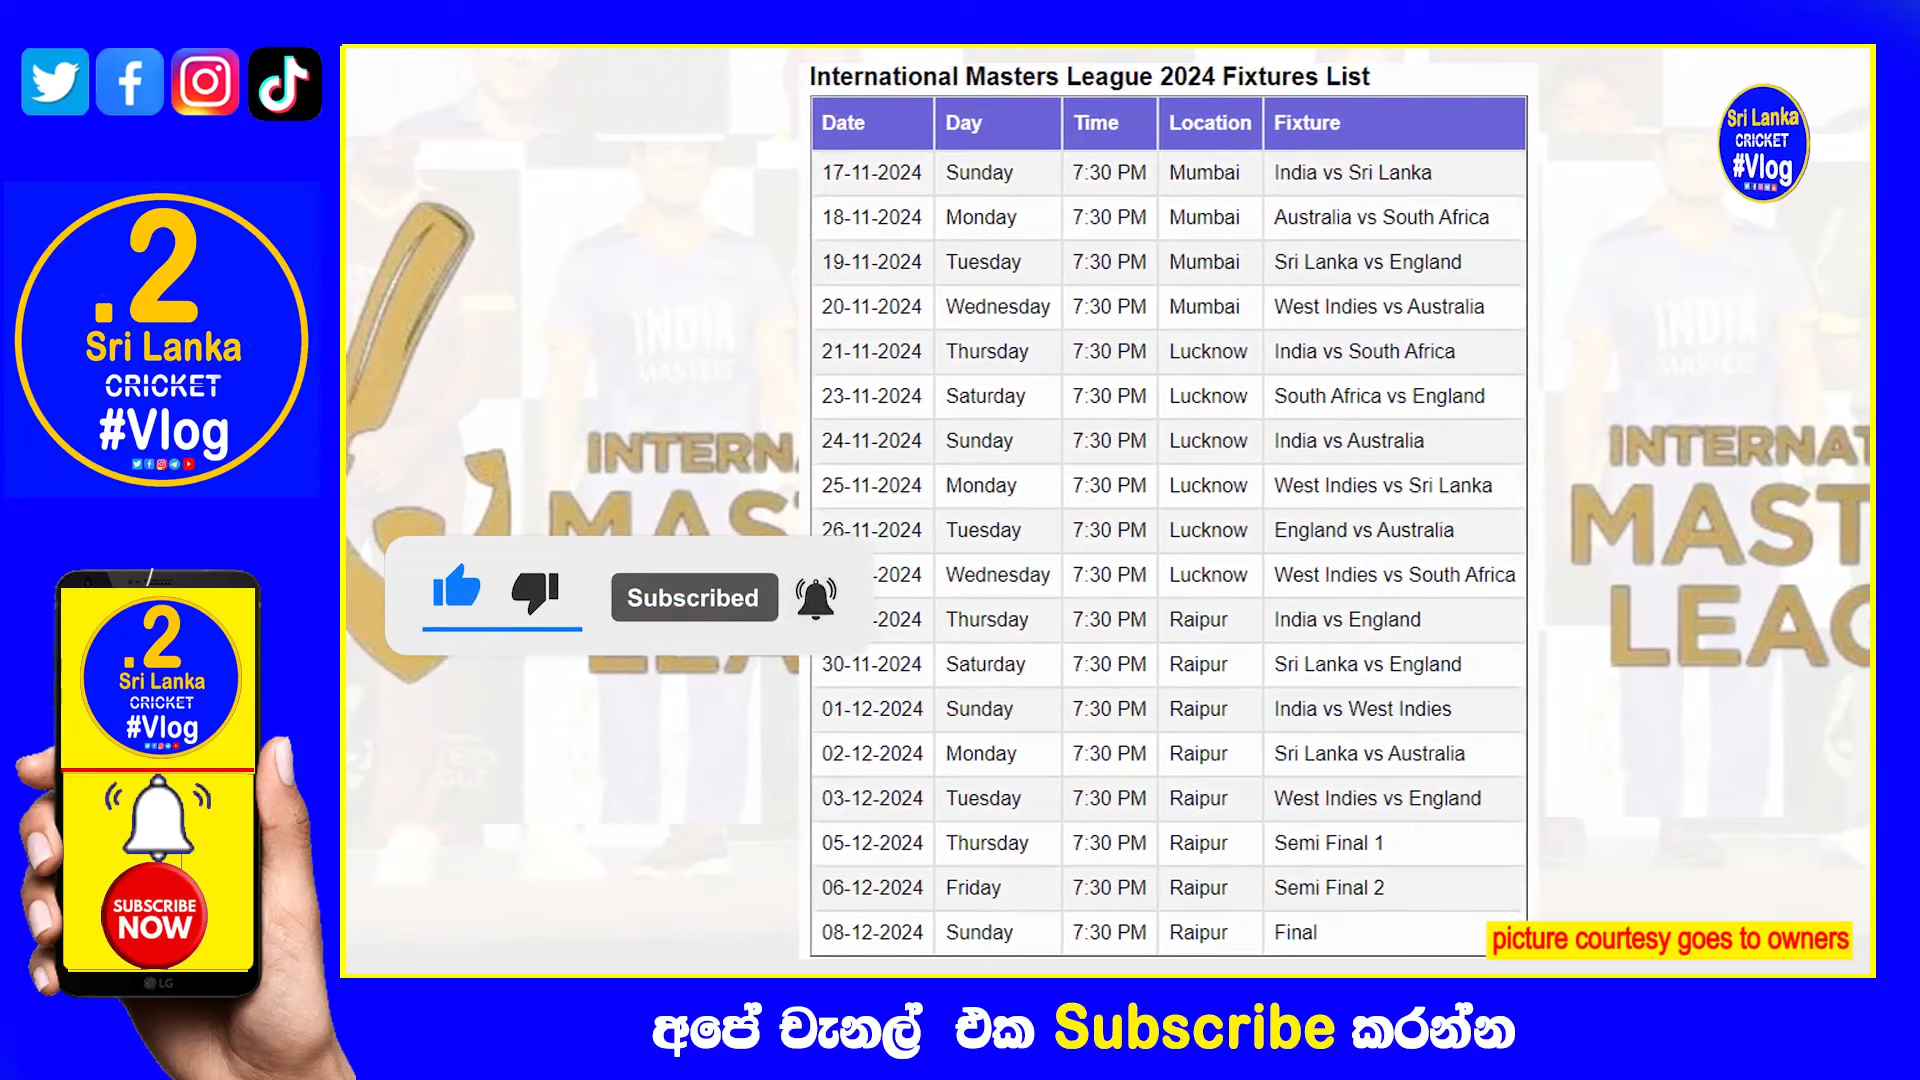 .2
Sri Lanka
CRICKET
#Vlog
.2
Sri Lanka
CRICKET
#Vlog
SUBSCRIBE
NOW
LG
International Masters League 2024 Fixtures List
Date Day Time Location Fixture
17-11-2024 Sunday 7:30 PM Mumbai India vs Sri Lanka
18-11-2024 Monday 7:30 PM Mumbai Australia vs South Africa
19-11-2024 Tuesday 7:30 PM Mumbai Sri Lanka vs England
20-11-2024 Wednesday 7:30 PM Mumbai West Indies vs Australia
21-11-2024 Thursday 7:30 PM Lucknow India vs South Africa
23-11-2024 Saturday 7:30 PM Lucknow South Africa vs England
24-11-2024 Sunday 7:30 PM Lucknow India vs Australia
25-11-2024 Monday 7:30 PM Lucknow West Indies vs Sri Lanka
26-11-2024 Tuesday 7:30 PM Lucknow England vs Australia
-2024 Wednesday 7:30 PM Lucknow West Indies vs South Africa
-2024 Thursday 7:30 PM Raipur India vs England
30-11-2024 Saturday 7:30 PM Raipur Sri Lanka vs England
01-12-2024 Sunday 7:30 PM Raipur India vs West Indies
02-12-2024 Monday 7:30 PM Raipur Sri Lanka vs Australia
03-12-2024 Tuesday 7:30 PM Raipur West Indies vs England
05-12-2024 Thursday 7:30 PM Raipur Semi Final 1
06-12-2024 Friday 7:30 PM Raipur Semi Final 2
08-12-2024 Sunday 7:30 PM Raipur Final
Subscribed
INDIA
MASTERS
INTERN
MAS
LEA
Sri Lanka
CRICKET
#Vlog
INDIA
MASTERS
INTERNAT
MAST
LEAG
picture courtesy goes to owners
අපේ චැනල් එක Subscribe කරන්න